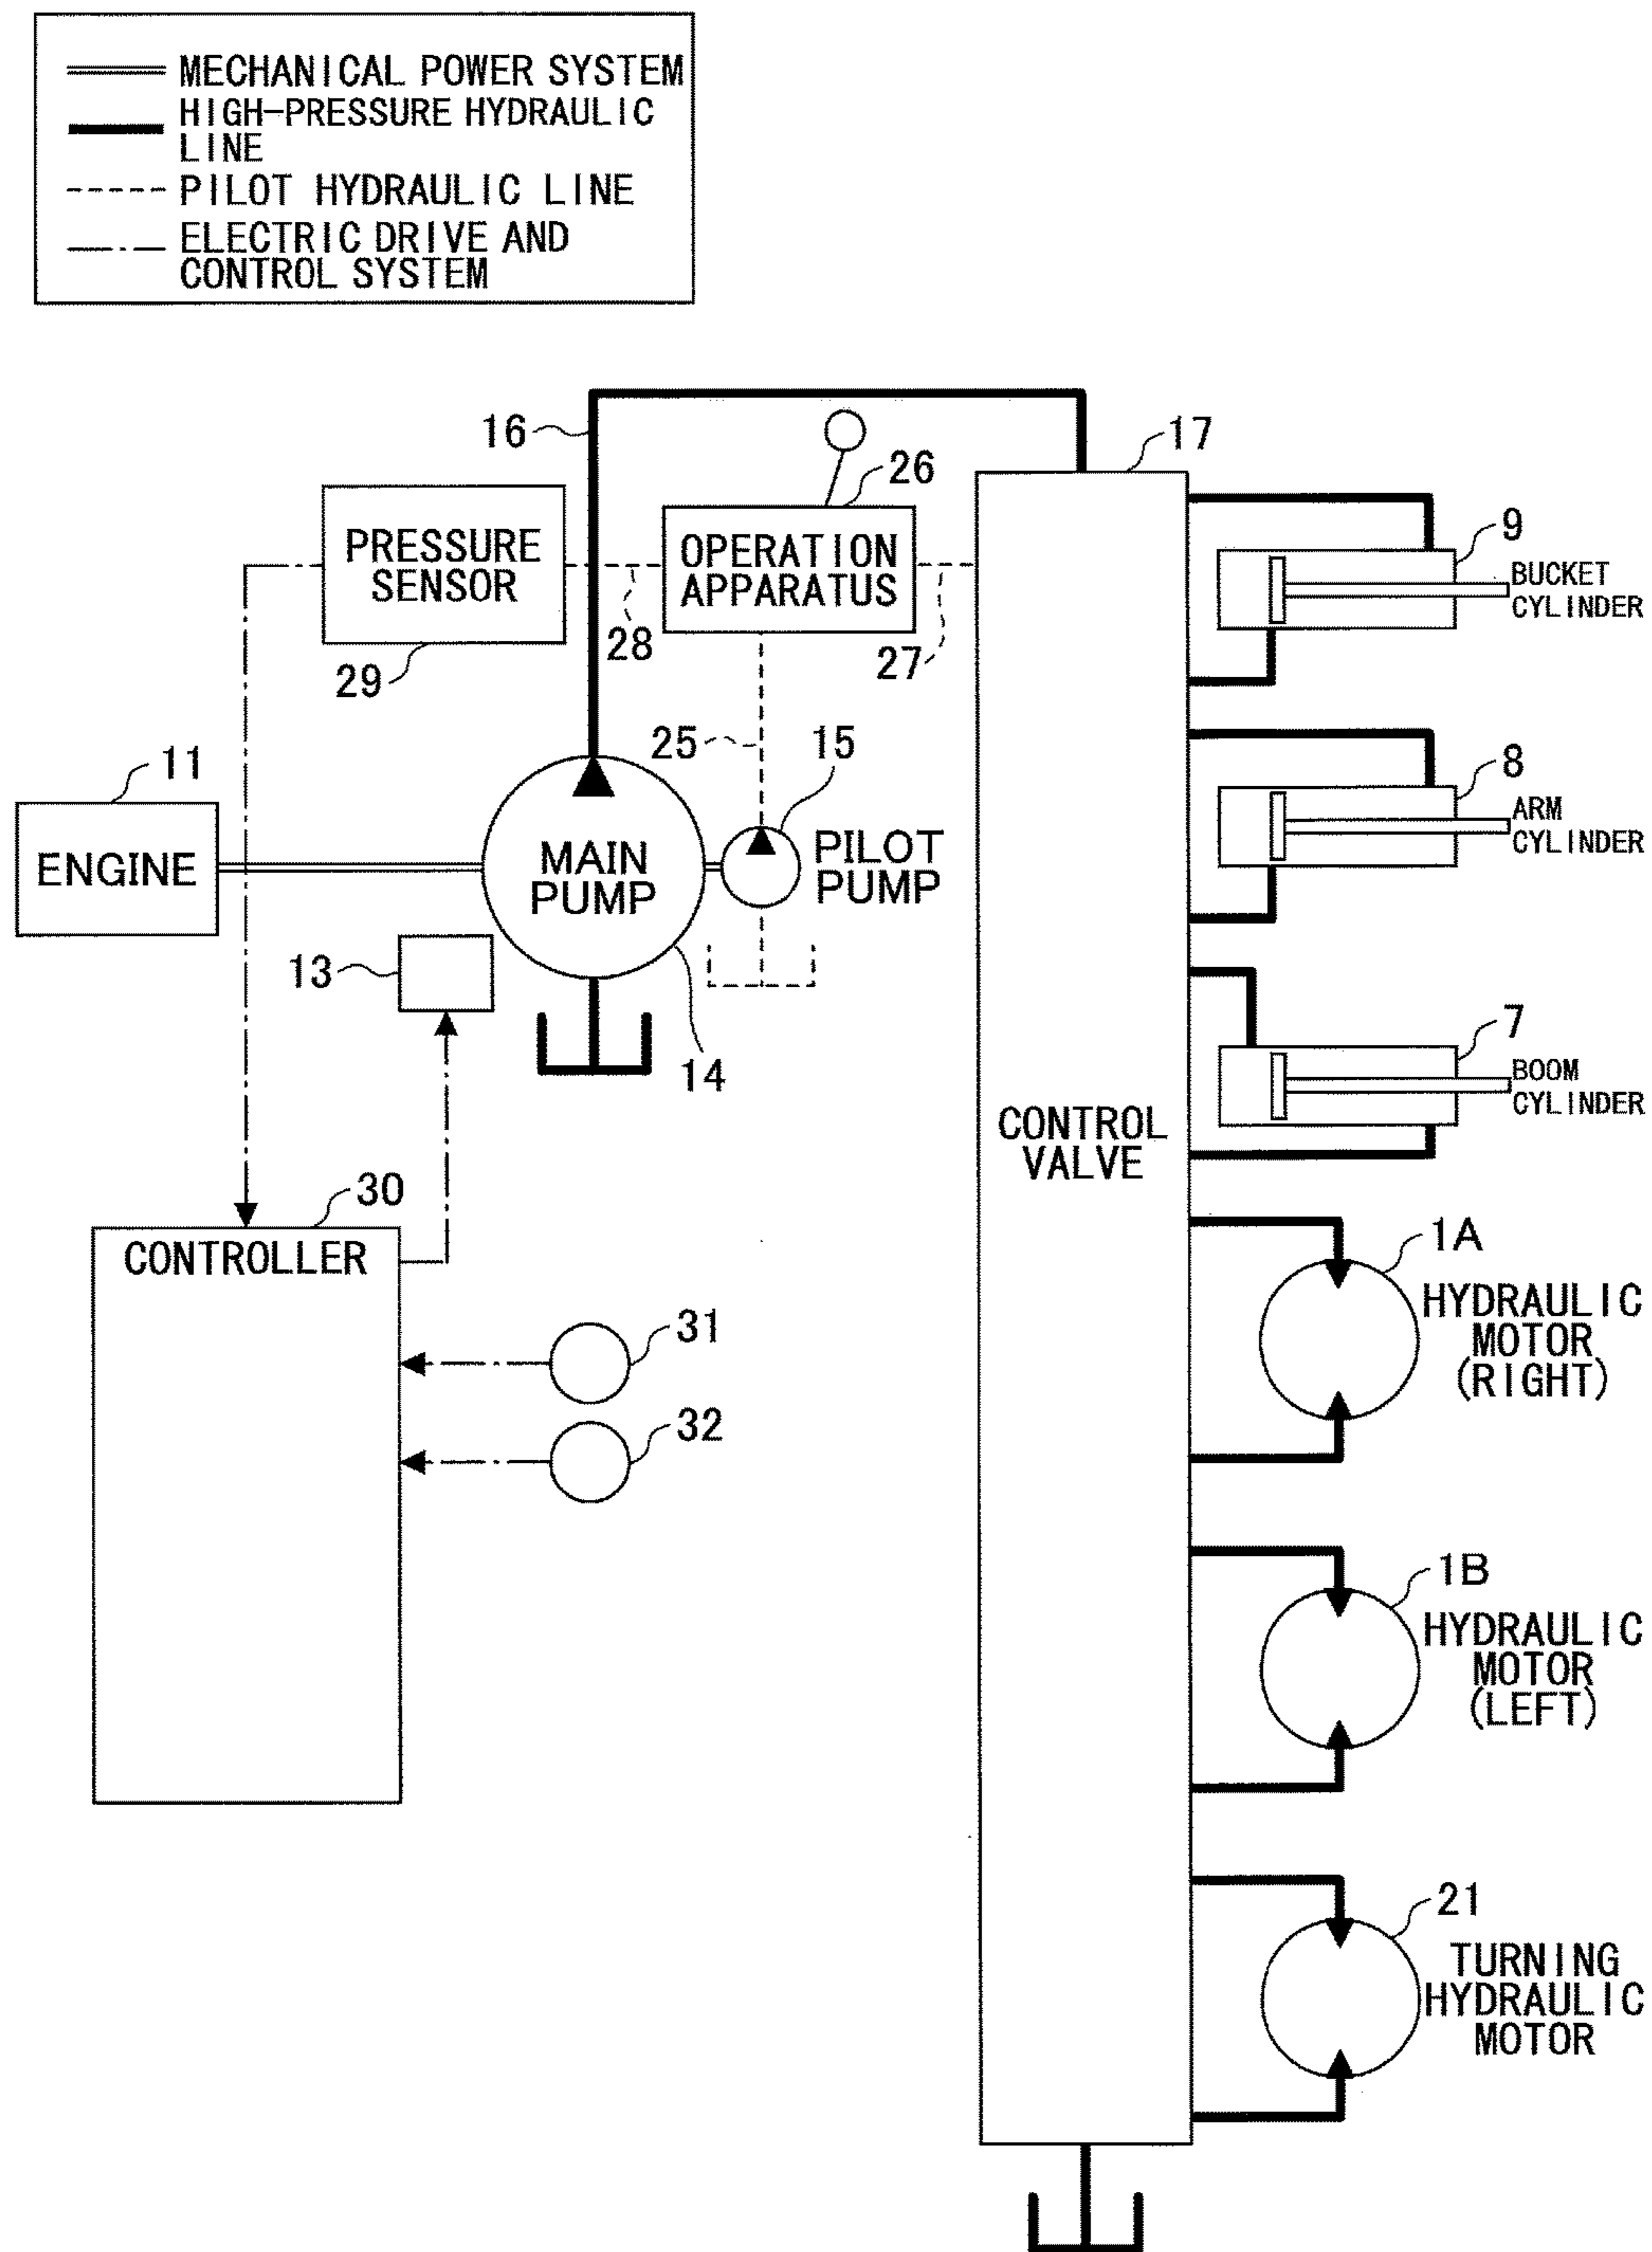 MECHANICAL POWER SYSTEM
HIGH-PRESSURE HYDRAULIC
LINE
PILOT HYDRAULIC LINE
ELECTRIC DRIVE AND
CONTROL SYSTEM
16
17
26
PRESSURE
SENSOR
OPERATION
APPARATUS
9
BUCKET
CYLINDER
28
27
29
25
15
11
8
ARM
CYLINDER
ENGINE
MAIN
PUMP
PILOT
PUMP
13
14
7
BOOM
CYLINDER
CONTROL
VALVE
30
CONTROLLER
1A
HYDRAULIC
MOTOR
(RIGHT)
31
32
1B
HYDRAULIC
MOTOR
(LEFT)
21
TURNING
HYDRAULIC
MOTOR